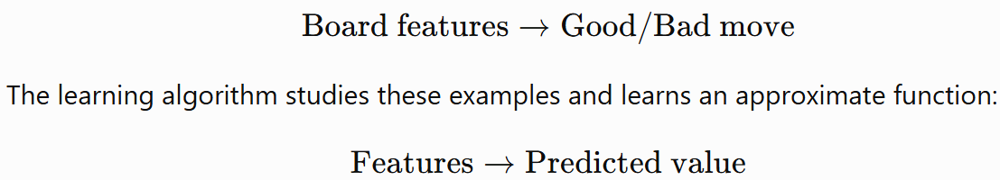 Board features → Good/Bad move
The learning algorithm studies these examples and learns an approximate function:
Features → Predicted value